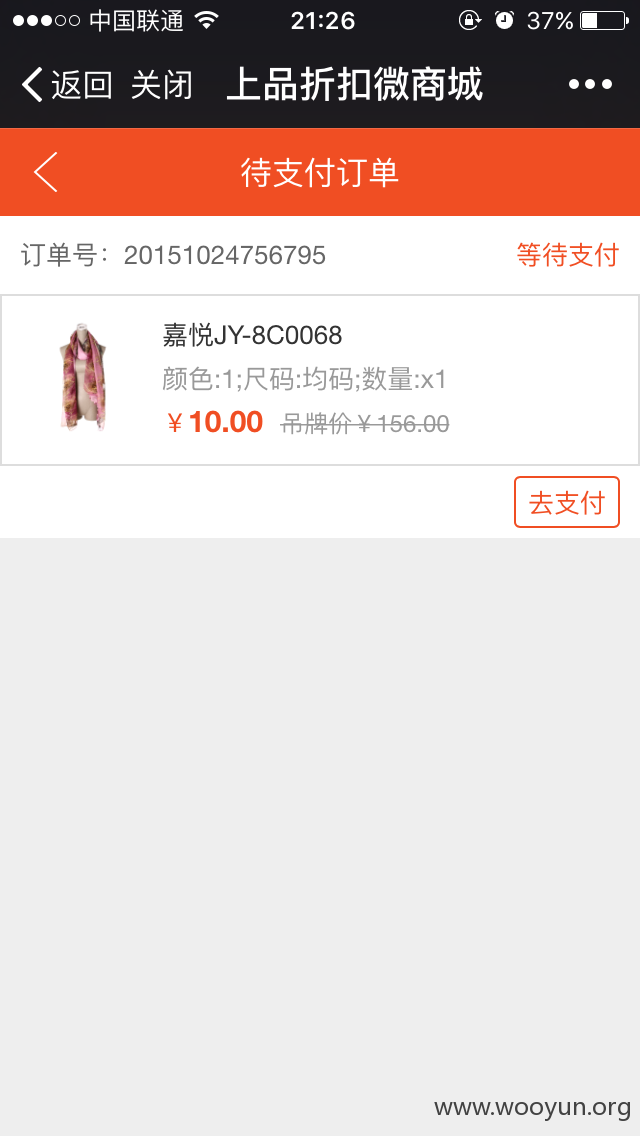 中国联通 21:26 37%
返回 关闭 上品折扣微商城
待支付订单
订单号：20151024756795 等待支付
嘉悦JY-8C0068
颜色:1;尺码:均码;数量:x1
￥10.00 吊牌价￥156.00
去支付
www.wooyun.org